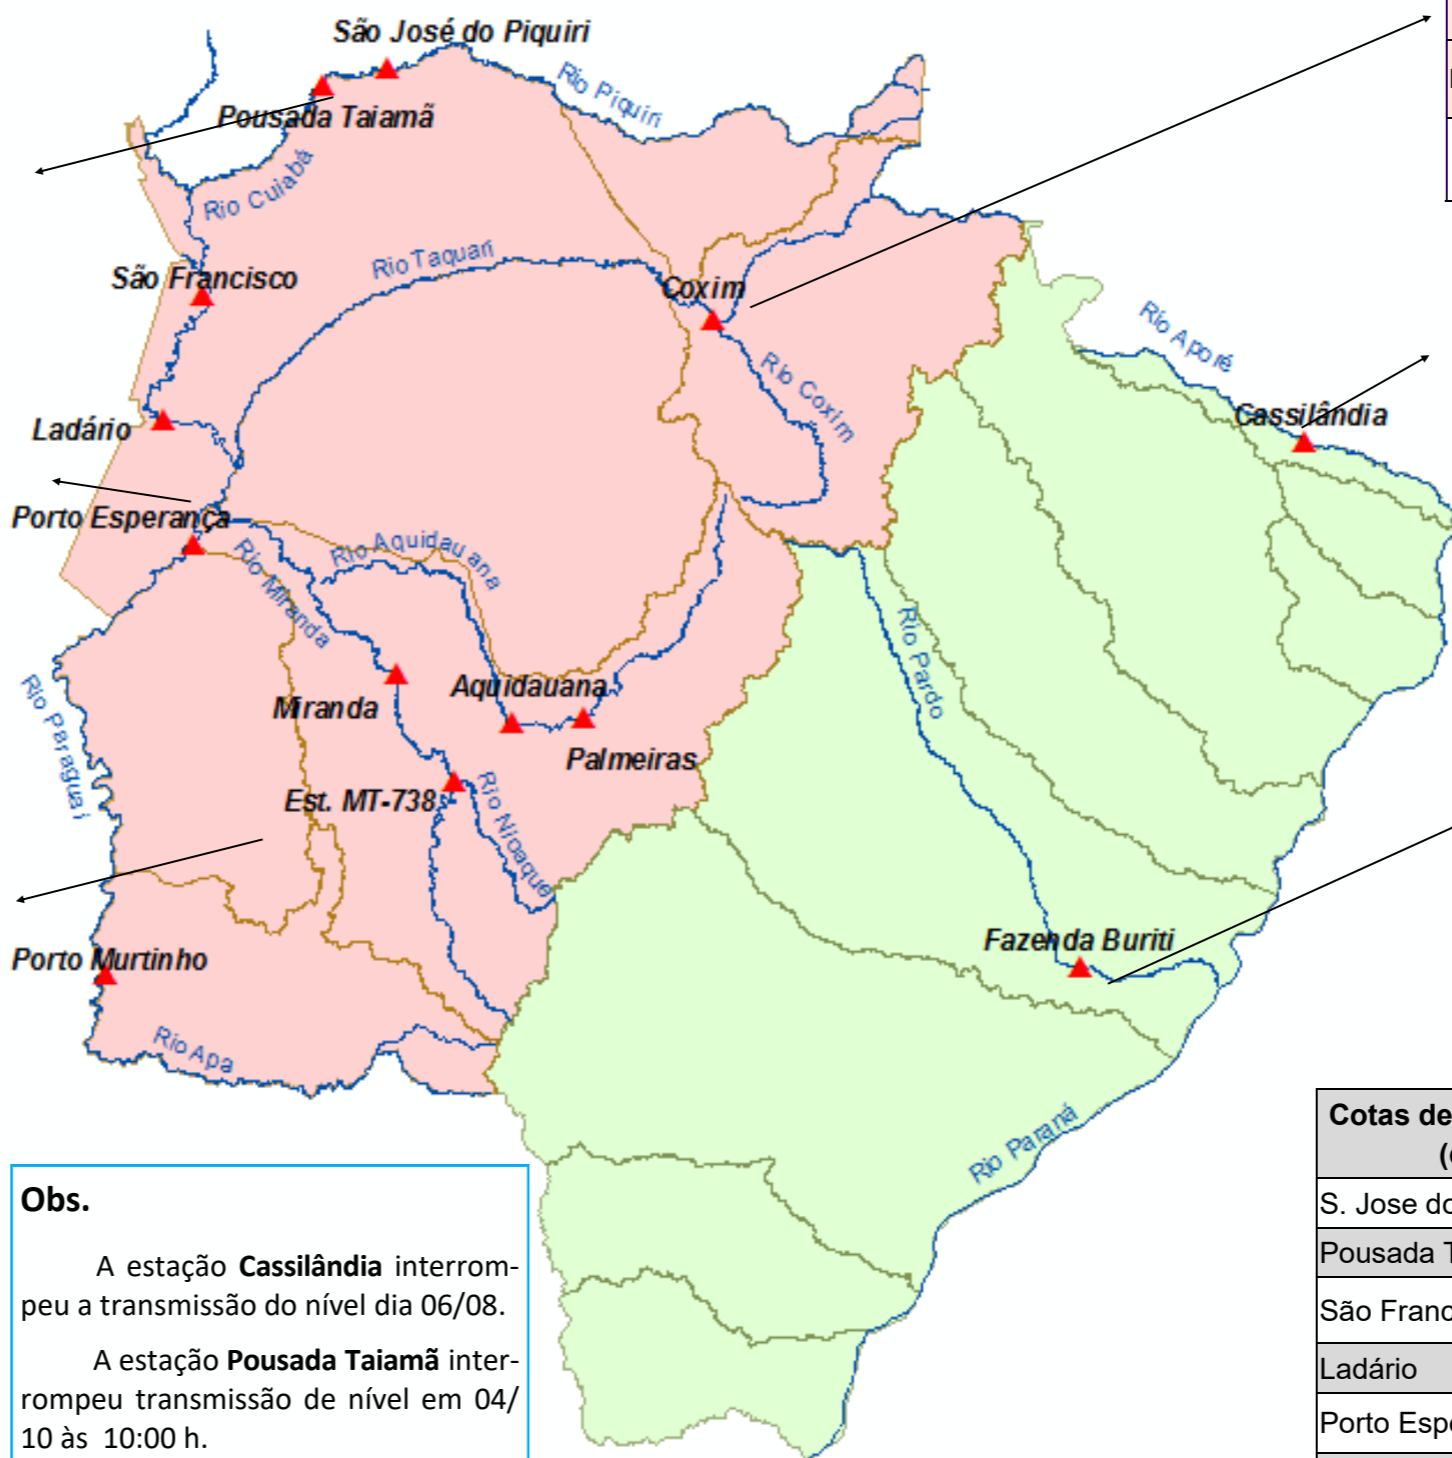 São José do Piquiri
Rio Piquiri
Pousada Taiamã
Rio Cuiabá
Rio Taquari
São Francisco
Coxim
Rio Coxim
Rio Aporé
Cassilândia
Ladário
Porto Esperança
Rio Miranda
Rio Aquidauana
Rio Pardo
Rio Paraguai
Miranda
Aquidauana
Palmeiras
Est. MT-738
Rio Nioaque
Fazenda Buriti
Porto Murtinho
Rio Apa
Rio Paraná
Obs.
A estação Cassilândia interrom-
peu a transmissão do nível dia 06/08.
A estação Pousada Taiamã inter-
rompeu transmissão de nível em 04/
10 às 10:00 h.
Cotas de
S. Jose do
Pousada T
São Franc
Ladário
Porto Esp